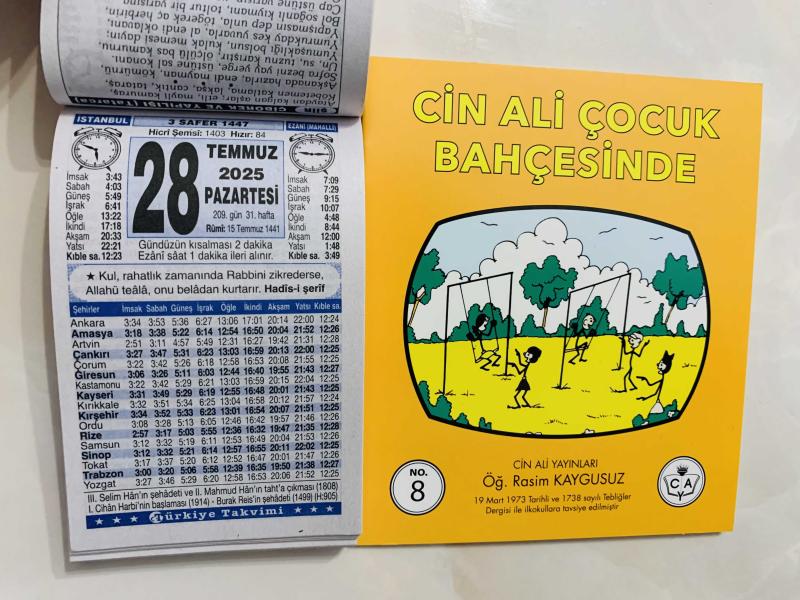 ÇİBÖREK VE YAPILIŞI (Tatarca)
İSTANBUL
3 SAFER 1447
EZÂNÎ (MAHALLÎ)
Hicrî Şemsî: 1403 Hızır: 84
28
TEMMUZ
2025
PAZARTESİ
209. gün 31. hafta
Rûmî: 15 Temmuz 1441
İmsak 3:43
Sabah 4:03
Güneş 5:49
İşrak 6:41
Öğle 13:22
İkindi 17:18
Akşam 20:33
Yatsı 22:21
Kıble sa. 12:23
İmsak 7:09
Sabah 7:29
Güneş 9:15
İşrak 10:07
Öğle 4:48
İkindi 8:44
Akşam 12:00
Yatsı 1:48
Kıble sa. 3:49
Gündüzün kısalması 2 dakika
Ezânî sâat 1 dakika ileri alınır.
★ Kul, rahatlık zamanında Rabbini zikrederse,
Allahü teâlâ, onu belâdan kurtarır. Hadîs-i şerîf
Şehirler İmsak Sabah Güneş İşrak Öğle İkindi Akşam Yatsı Kıble sa.
Ankara 3:34 3:53 5:36 6:27 13:06 17:01 20:14 22:00 12:24
Amasya 3:18 3:38 5:22 6:14 12:54 16:50 20:04 21:52 12:26
Artvin 2:51 3:11 4:57 5:49 12:31 16:27 19:42 21:31 12:28
Çankırı 3:27 3:47 5:31 6:23 13:03 16:59 20:13 22:00 12:25
Çorum 3:22 3:42 5:26 6:18 12:58 16:53 20:08 21:55 12:25
Giresun 3:06 3:26 5:11 6:03 12:44 16:40 19:55 21:43 12:27
Kastamonu 3:22 3:42 5:29 6:21 13:03 16:59 20:15 22:04 12:25
Kayseri 3:31 3:49 5:29 6:19 12:55 16:48 20:01 21:43 12:25
Kırıkkale 3:32 3:51 5:34 6:25 13:04 16:58 20:12 21:57 12:24
Kırşehir 3:34 3:52 5:33 6:23 13:01 16:54 20:07 21:51 12:25
Ordu 3:08 3:28 5:13 6:05 12:46 16:42 19:57 21:46 12:26
Rize 2:57 3:17 5:03 5:55 12:36 16:32 19:47 21:35 12:28
Samsun 3:12 3:32 5:19 6:11 12:53 16:49 20:04 21:53 12:26
Sinop 3:12 3:32 5:21 6:14 12:57 16:55 20:11 22:02 12:25
Tokat 3:17 3:37 5:20 6:12 12:52 16:47 20:01 21:47 12:26
Trabzon 3:00 3:20 5:06 5:58 12:39 16:35 19:50 21:38 12:27
Yozgat 3:27 3:46 5:29 6:20 12:58 16:53 20:06 21:52 12:25
III. Selim Hân'ın şehâdeti ve II. Mahmud Hân'ın taht'a çıkması (1808)
I. Cihân Harbi'nin başlaması (1914) - Burak Reis'in şehâdeti (1499) (H:905)
Türkiye Takvimi
CİN ALİ ÇOCUK
BAHÇESİNDE
CİN ALİ YAYINLARI
Öğ. Rasim KAYGUSUZ
19 Mart 1973 Tarihli ve 1738 sayılı Tebliğler
Dergisi ile ilkokullara tavsiye edilmiştir
NO.
8
C A
Y